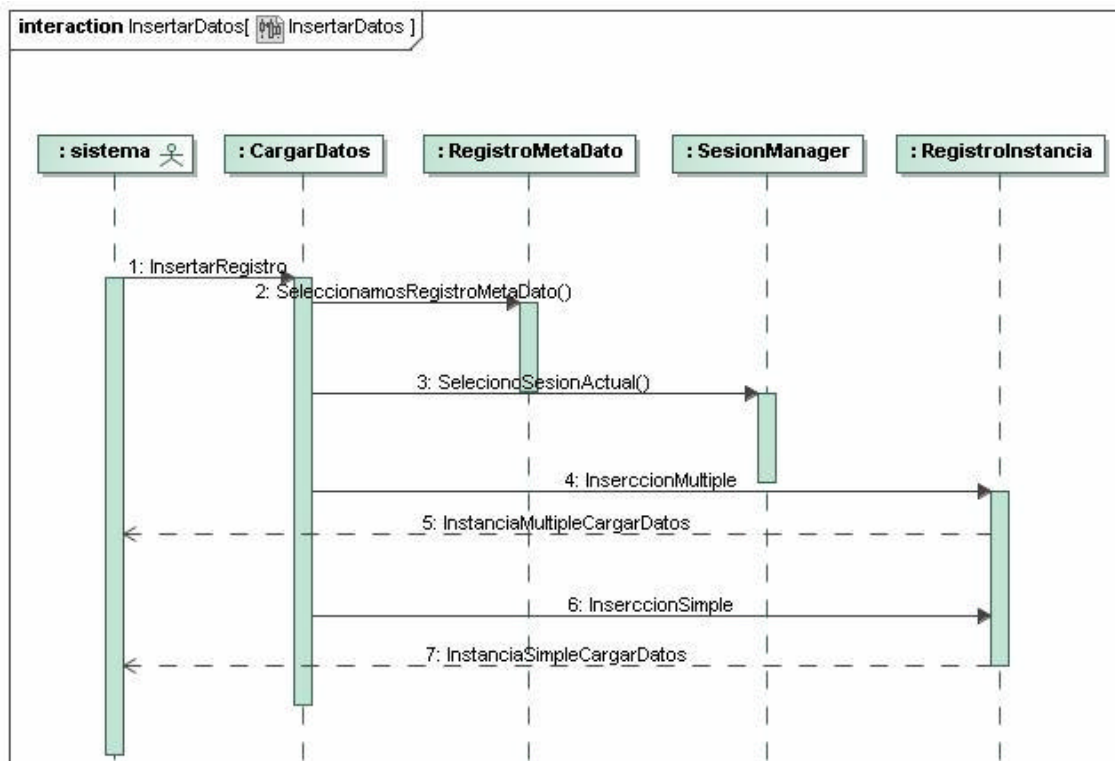 interaction InsertarDatos[ InsertarDatos ]
: sistema
: CargarDatos
: RegistroMetaDato
: SesionManager
: RegistroInstancia
1: InsertarRegistro
2: SeleccionamosRegistroMetaDato()
3: SelecionoSesionActual()
4: InserccionMultiple
5: InstanciaMultipleCargarDatos
6: InserccionSimple
7: InstanciaSimpleCargarDatos